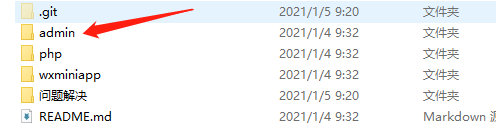 .git 2021/1/5 9:20 文件夹
admin 2021/1/4 9:32 文件夹
php 2021/1/4 9:32 文件夹
wxminiapp 2021/1/4 9:32 文件夹
问题解决 2021/1/5 9:20 文件夹
README.md 2021/1/4 9:32 Markdown